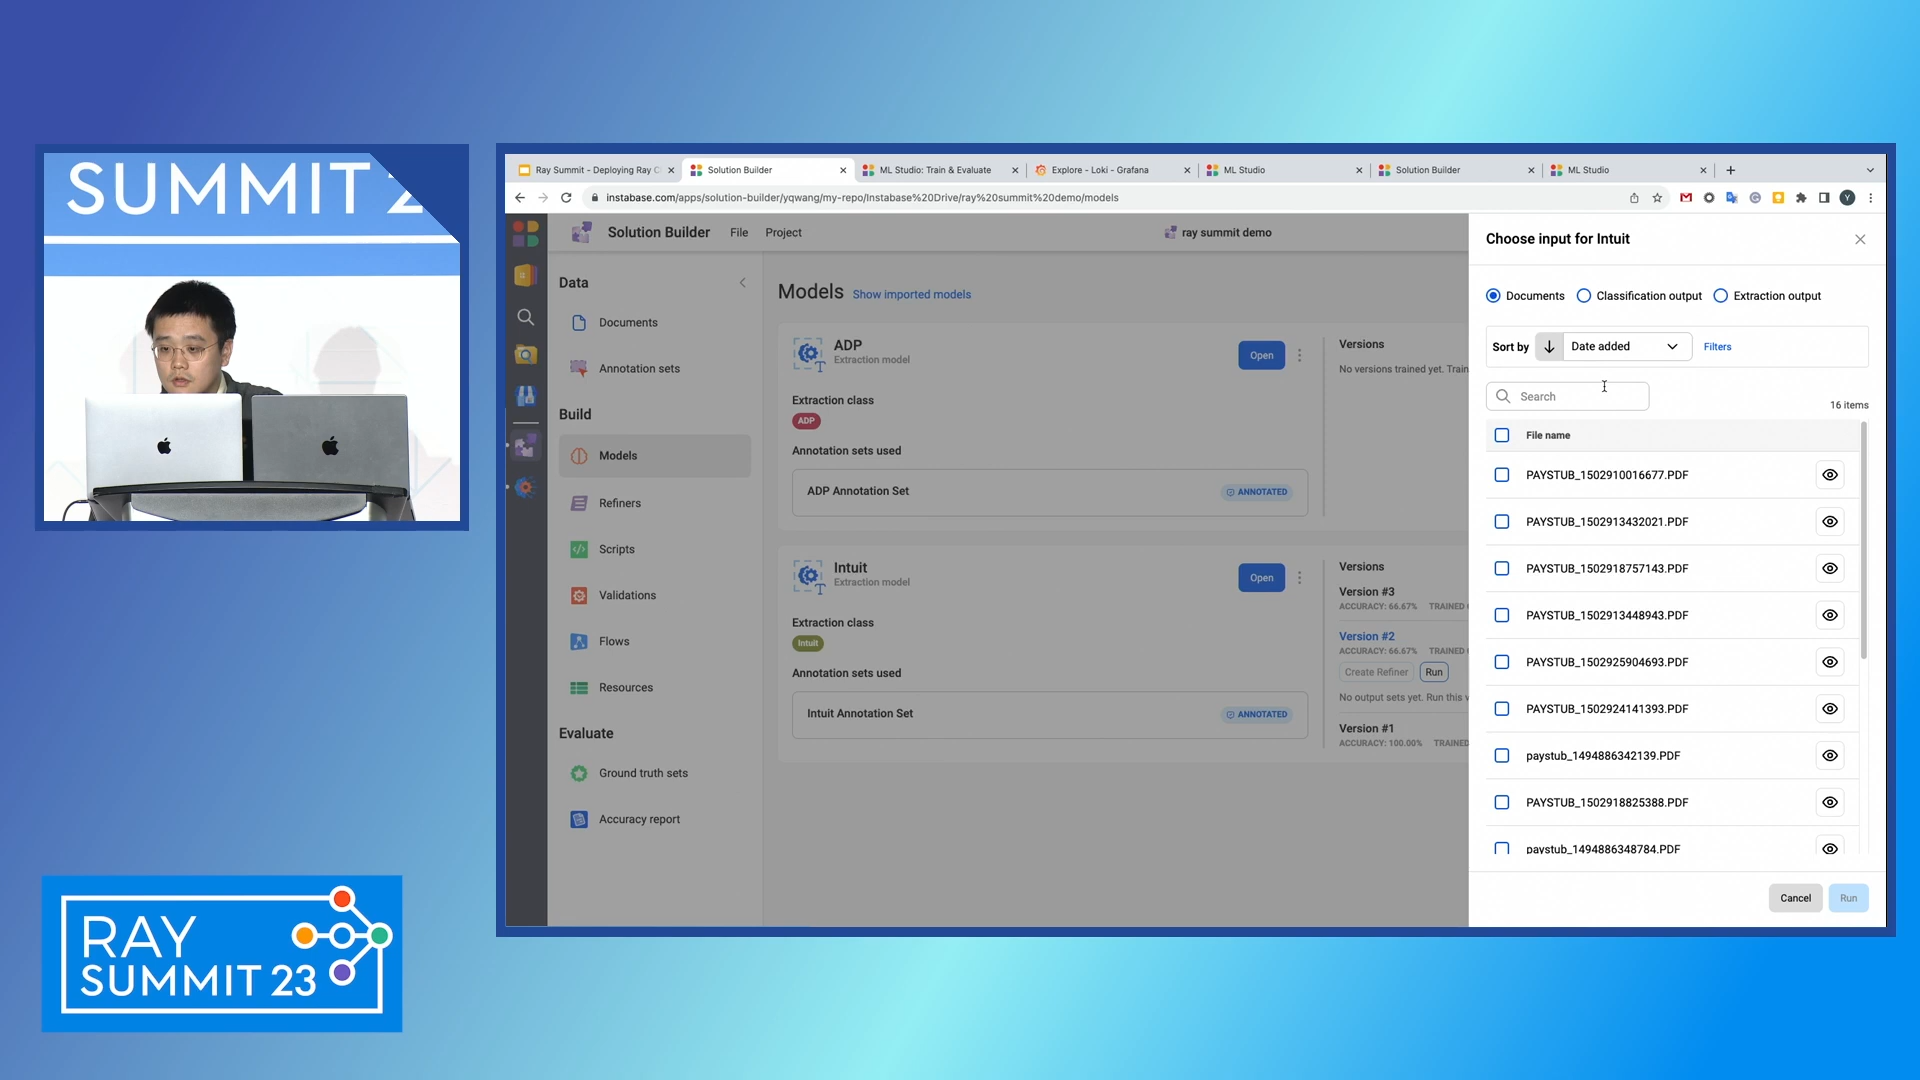 SUMMIT 2
RAY
SUMMIT 23
Ray Summit - Deploying Ray C
Solution Builder
ML Studio: Train & Evaluate
Explore - Loki - Grafana
ML Studio
Solution Builder
ML Studio
instabase.com/apps/solution-builder/yqwang/my-repo/Instabase%20Drive/ray%20summit%20demo/models
Y
Solution Builder
File
Project
ray summit demo
Data
Documents
Annotation sets
Build
Models
Refiners
Scripts
Validations
Flows
Resources
Evaluate
Ground truth sets
Accuracy report
Models
Show imported models
ADP
Extraction model
Open
Extraction class
ADP
Annotation sets used
ADP Annotation Set
ANNOTATED
Versions
No versions trained yet. Train
Intuit
Extraction model
Open
Extraction class
Intuit
Annotation sets used
Intuit Annotation Set
ANNOTATED
Versions
Version #3
ACCURACY: 66.67% TRAINED
Version #2
ACCURACY: 66.67% TRAINED
Create Refiner
Run
No output sets yet. Run this
Version #1
ACCURACY: 100.00% TRAINED
Choose input for Intuit
Documents
Classification output
Extraction output
Sort by
Date added
Filters
Search
16 items
File name
PAYSTUB_1502910016677.PDF
PAYSTUB_1502913432021.PDF
PAYSTUB_1502918757143.PDF
PAYSTUB_1502913448943.PDF
PAYSTUB_1502925904693.PDF
PAYSTUB_1502924141393.PDF
paystub_1494886342139.PDF
PAYSTUB_1502918825388.PDF
paystub_1494886348784.PDF
Cancel
Run